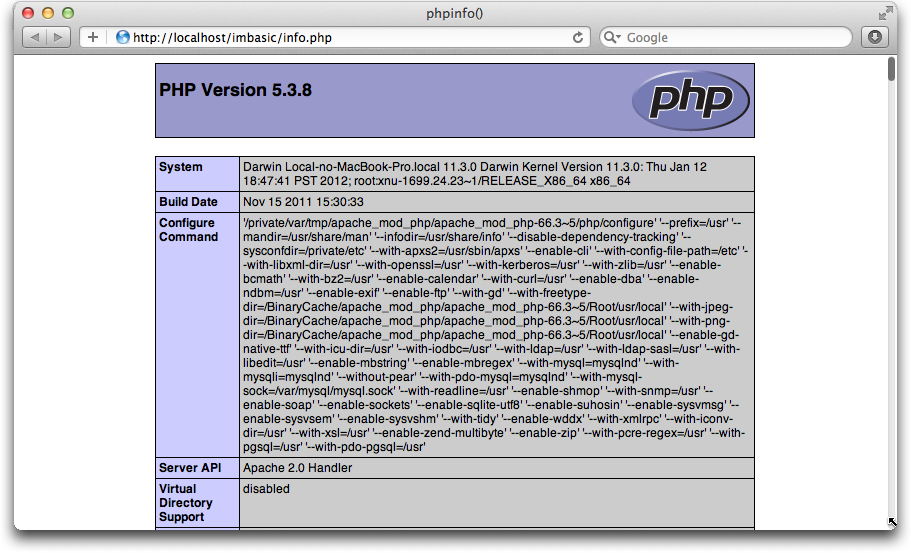 phpinfo()
http://localhost/imbasic/info.php
Google
PHP Version 5.3.8
php
System
Darwin Local-no-MacBook-Pro.local 11.3.0 Darwin Kernel Version 11.3.0: Thu Jan 12
18:47:41 PST 2012; root:xnu-1699.24.23~1/RELEASE_X86_64 x86_64
Build Date
Nov 15 2011 15:30:33
Configure
Command
'/private/var/tmp/apache_mod_php/apache_mod_php-66.3~5/php/configure' '--prefix=/usr' '--
mandir=/usr/share/man' '--infodir=/usr/share/info' '--disable-dependency-tracking' '--
sysconfdir=/private/etc' '--with-apxs2=/usr/sbin/apxs' '--enable-cli' '--with-config-file-path=/etc' '-
-with-libxml-dir=/usr' '--with-openssl=/usr' '--with-kerberos=/usr' '--with-zlib=/usr' '--enable-
bcmath' '--with-bz2=/usr' '--enable-calendar' '--with-curl=/usr' '--enable-dba' '--enable-
ndbm=/usr' '--enable-exif' '--enable-ftp' '--with-gd' '--with-freetype-
dir=/BinaryCache/apache_mod_php/apache_mod_php-66.3~5/Root/usr/local' '--with-jpeg-
dir=/BinaryCache/apache_mod_php/apache_mod_php-66.3~5/Root/usr/local' '--with-png-
dir=/BinaryCache/apache_mod_php/apache_mod_php-66.3~5/Root/usr/local' '--enable-gd-
native-ttf' '--with-icu-dir=/usr' '--with-iodbc=/usr' '--with-ldap=/usr' '--with-ldap-sasl=/usr' '--with-
libedit=/usr' '--enable-mbstring' '--enable-mbregex' '--with-mysql=mysqlnd' '--with-
mysqli=mysqlnd' '--without-pear' '--with-pdo-mysql=mysqlnd' '--with-mysql-
sock=/var/mysql/mysql.sock' '--with-readline=/usr' '--enable-shmop' '--with-snmp=/usr' '--
enable-soap' '--enable-sockets' '--enable-sqlite-utf8' '--enable-suhosin' '--enable-sysvmsg' '--
enable-sysvsem' '--enable-sysvshm' '--with-tidy' '--enable-wddx' '--with-xmlrpc' '--with-iconv-
dir=/usr' '--with-xsl=/usr' '--enable-zend-multibyte' '--enable-zip' '--with-pcre-regex=/usr' '--with-
pgsql=/usr' '--with-pdo-pgsql=/usr'
Server API
Apache 2.0 Handler
Virtual
Directory
Support
disabled